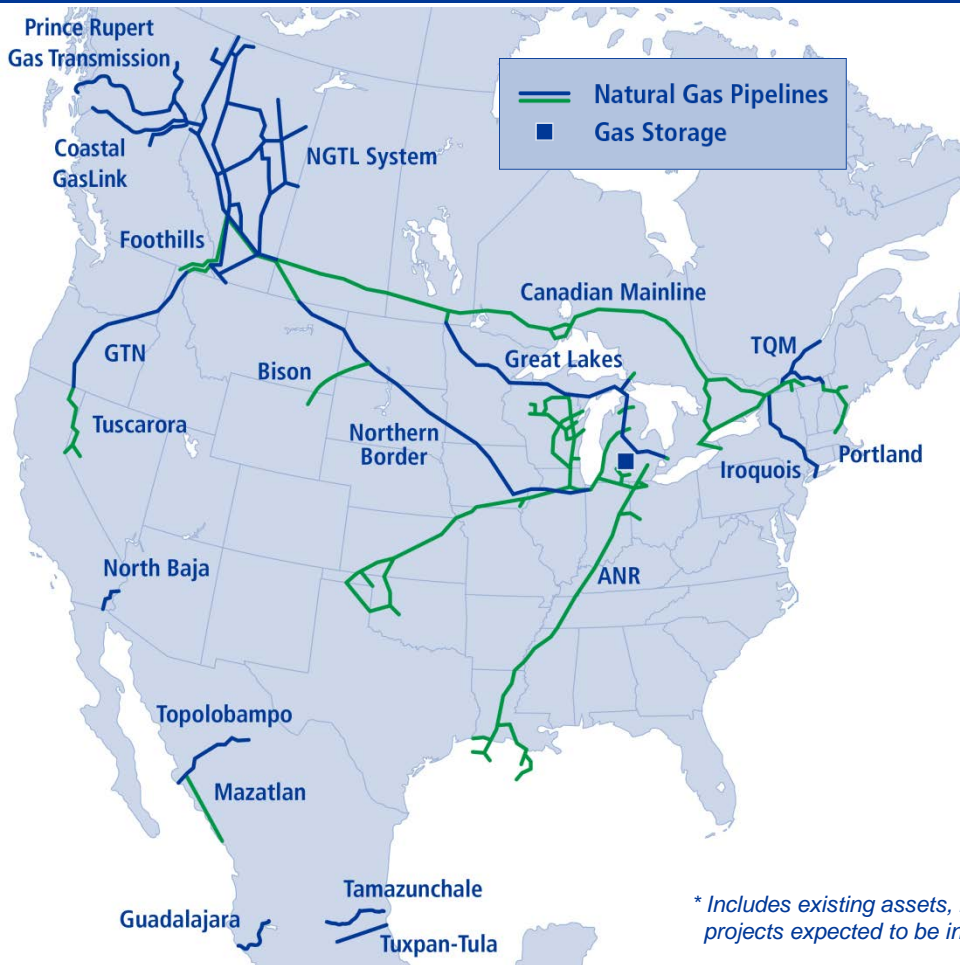 Prince Rupert
Gas Transmission
Natural Gas Pipelines
Gas Storage
Coastal
GasLink
NGTL System
Foothills
Canadian Mainline
GTN
Great Lakes
TQM
Bison
Tuscarora
Northern
Border
Iroquois
Portland
North Baja
ANR
Topolobampo
Mazatlan
Tamazunchale
Guadalajara
Tuxpan-Tula
* Includes existing assets,
projects expected to be in